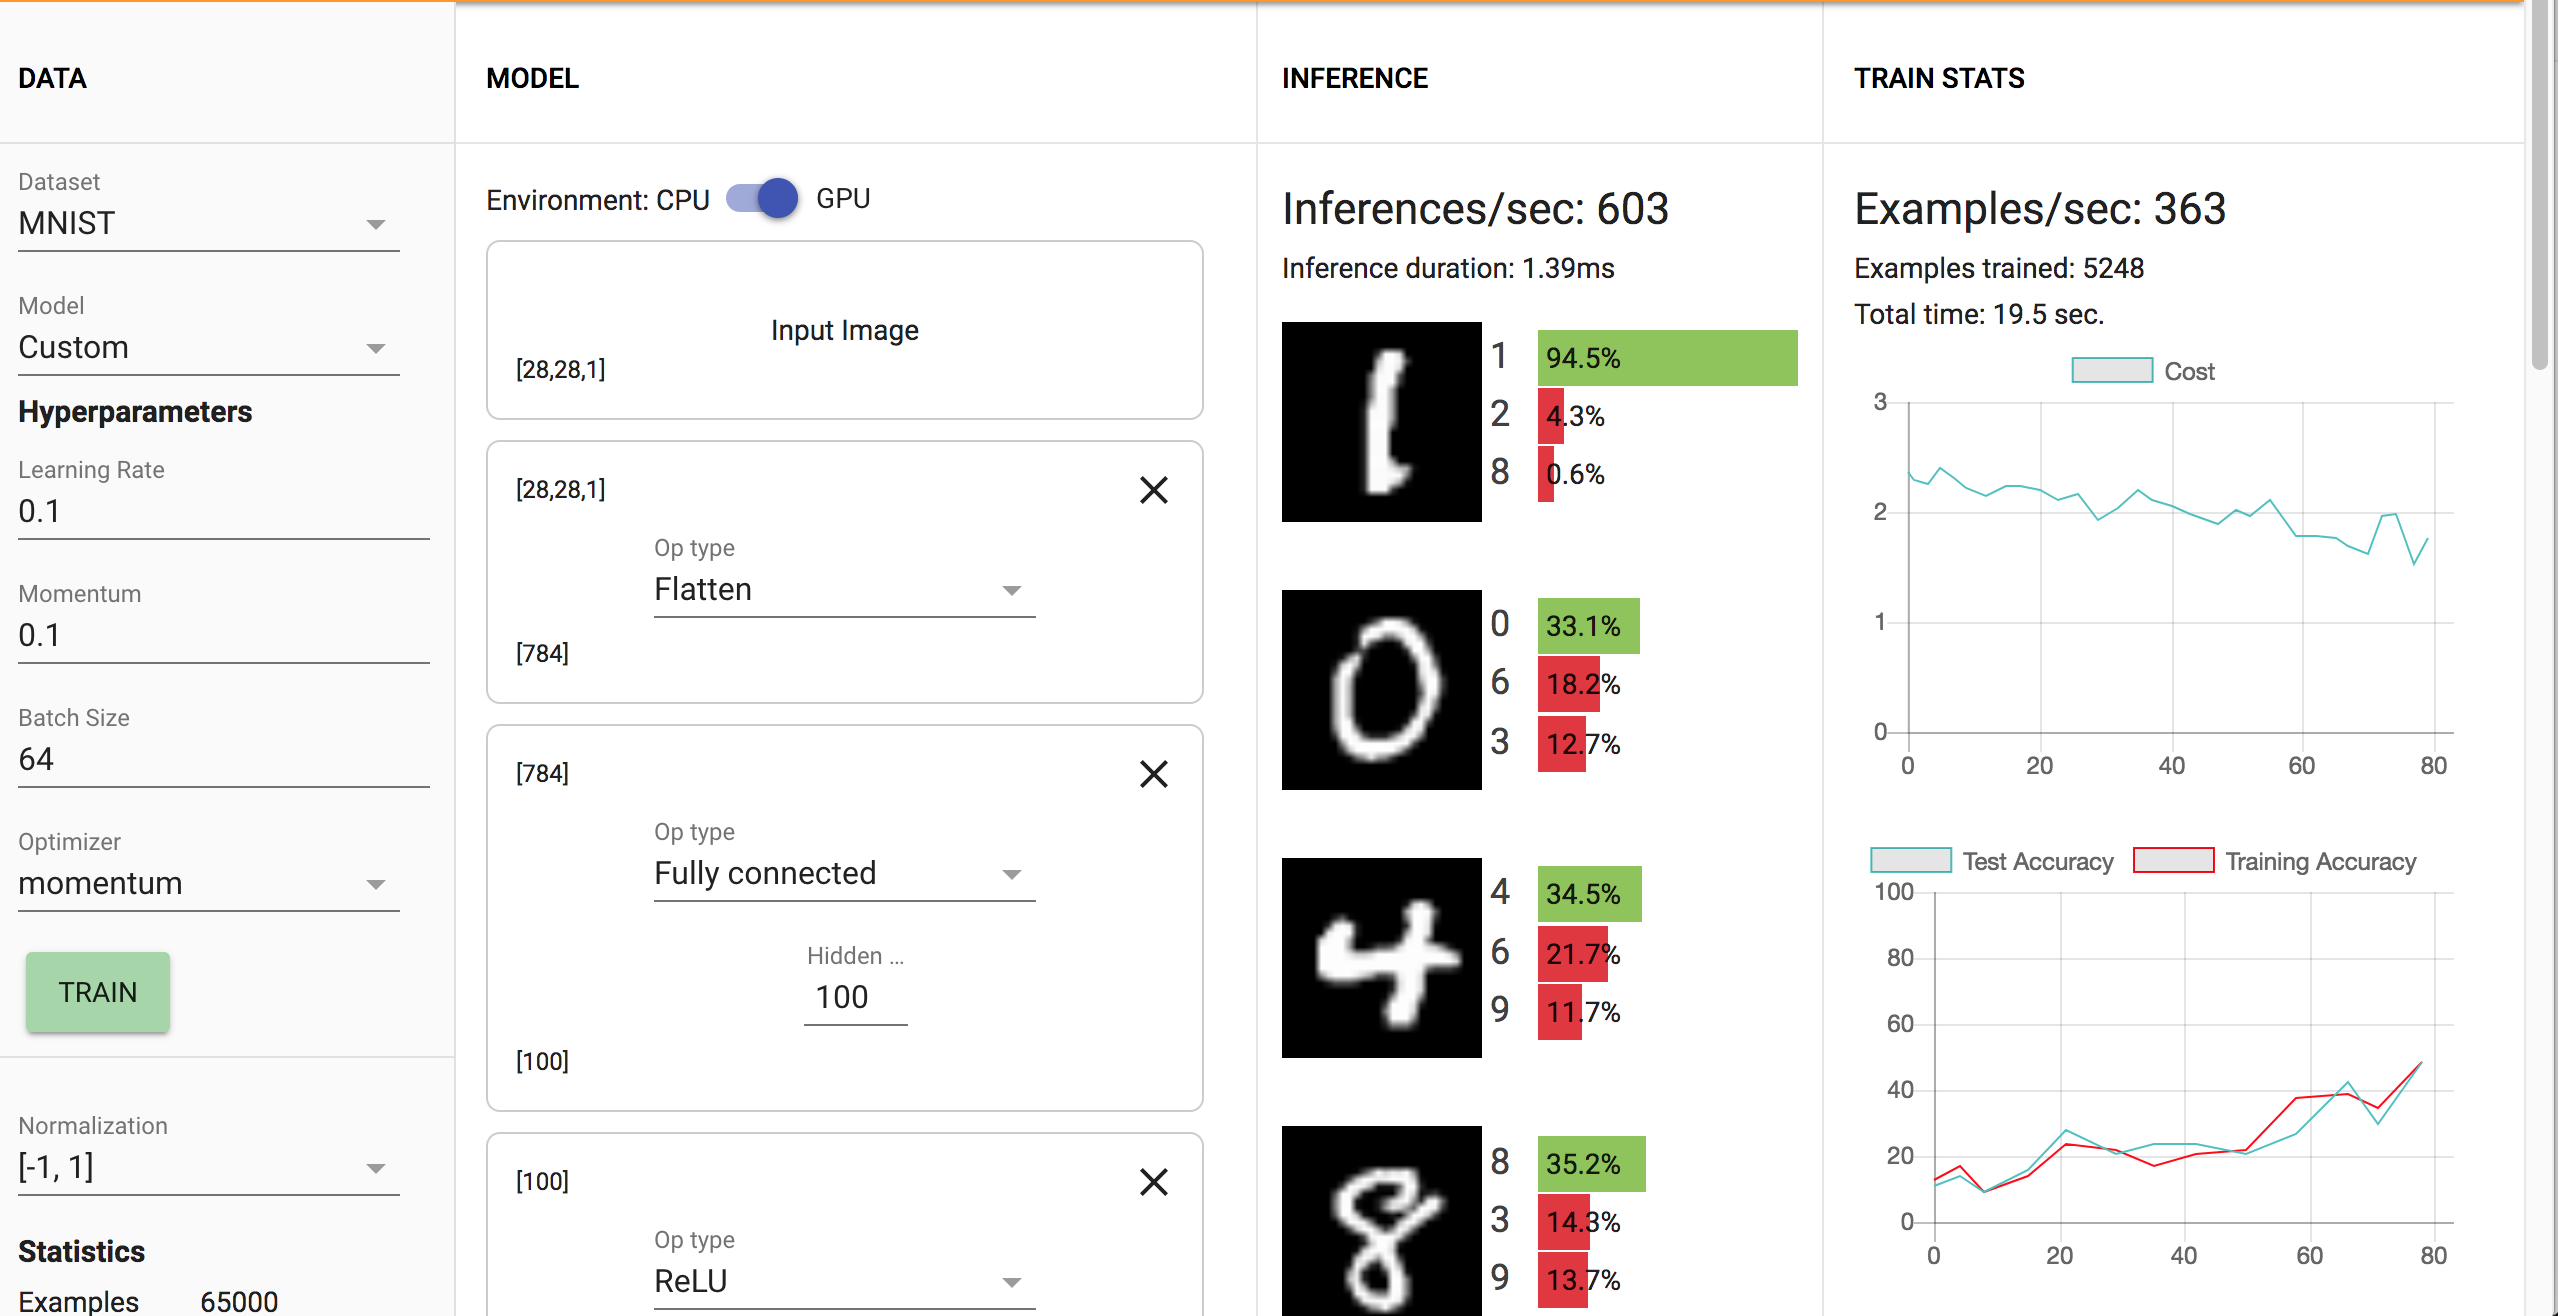 DATA
Dataset
MNIST
Model
Custom
Hyperparameters
Learning Rate
0.1
Momentum
0.1
Batch Size
64
Optimizer
momentum
TRAIN
Normalization
[-1, 1]
Statistics
Examples 65000
MODEL
Environment: CPU GPU
Input Image
[28,28,1]
[28,28,1]
Op type
Flatten
[784]
[784]
Op type
Fully connected
Hidden ...
100
[100]
[100]
Op type
ReLU
INFERENCE
Inferences/sec: 603
Inference duration: 1.39ms
1 94.5%
2 4.3%
8 0.6%
0 33.1%
6 18.2%
3 12.7%
4 34.5%
6 21.7%
9 11.7%
8 35.2%
3 14.3%
9 13.7%
TRAIN STATS
Examples/sec: 363
Examples trained: 5248
Total time: 19.5 sec.
Cost
3
2
1
0
0 20 40 60 80
Test Accuracy Training Accuracy
100
80
60
40
20
0
0 20 40 60 80